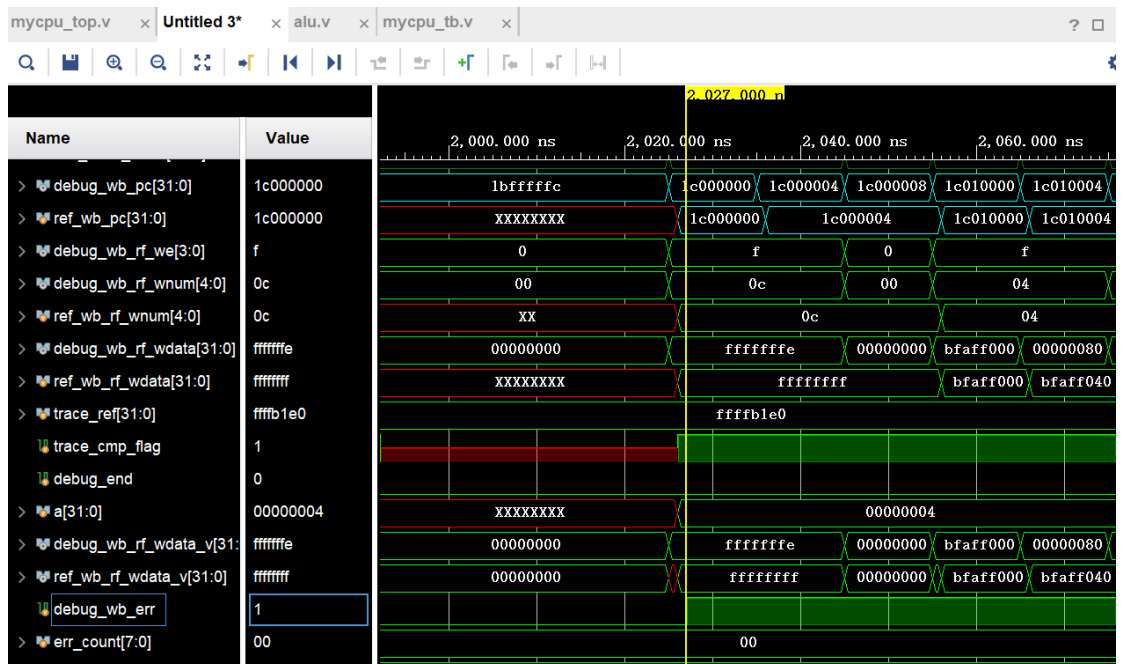 mycpu_top.v × Untitled 3* × alu.v × mycpu_tb.v × ?
2,027.000 n
Name Value 2,000.000 ns 2,020.000 ns 2,040.000 ns 2,060.000 ns
> debug_wb_pc[31:0] 1c000000 1bfffffc 1c000000 1c000004 1c000008 1c010000 1c010004
> ref_wb_pc[31:0] 1c000000 XXXXXXXX 1c000000 1c000004 1c010000 1c010004
> debug_wb_rf_we[3:0] f 0 f 0 f
> debug_wb_rf_wnum[4:0] 0c 00 0c 00 04
> ref_wb_rf_wnum[4:0] 0c XX 0c 04
> debug_wb_rf_wdata[31:0] fffffffe 00000000 fffffffe 00000000 bfaff000 00000080
> ref_wb_rf_wdata[31:0] ffffffff XXXXXXXX ffffffff bfaff000 bfaff040
> trace_ref[31:0] ffffb1e0 ffffb1e0
trace_cmp_flag 1
debug_end 0
> a[31:0] 00000004 XXXXXXXX 00000004
> debug_wb_rf_wdata_v[31: fffffffe 00000000 fffffffe 00000000 bfaff000 00000080
> ref_wb_rf_wdata_v[31:0] ffffffff 00000000 ffffffff 00000000 bfaff000 bfaff040
debug_wb_err 1
> err_count[7:0] 00 00